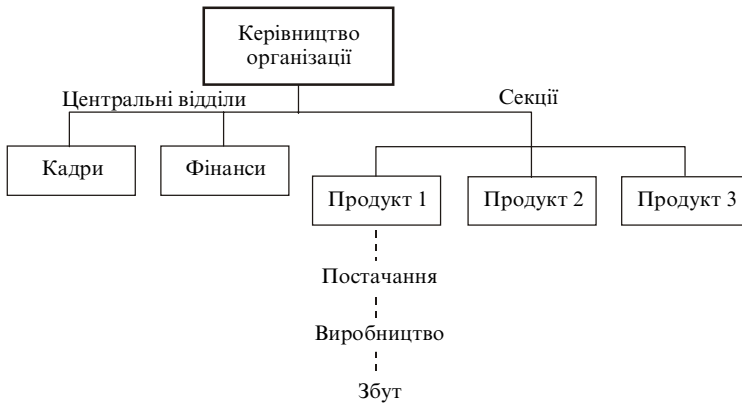 Керівництво
організації
Центральні відділи
Секції
Кадри
Фінанси
Продукт 1
Продукт 2
Продукт 3
Постачання
Виробництво
Збут